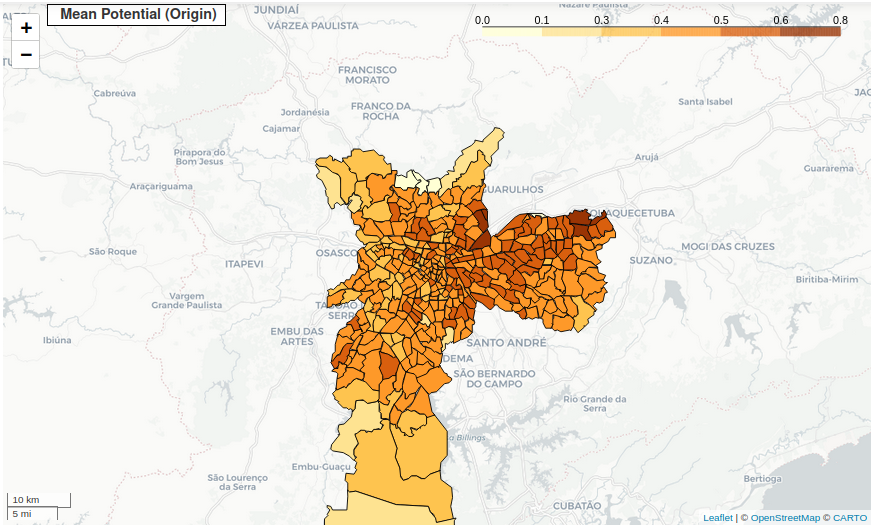 Mean Potential (Origin)
+
−
0.0 0.1 0.3 0.4 0.5 0.6 0.8
Nazaré Paulista
JUNDIAÍ
VÁRZEA PAULISTA
FRANCISCO
MORATO
Cabreúva
Santa Isabel
FRANCO DA
ROCHA
Jordanésia
Cajamar
Pirapora do
Bom Jesus
Arujá
Guararema
Araçariguama
GUARULHOS
QUAQUECETUBA
São Roque
OSASCO
MOGI DAS CRUZES
ITAPEVI
SUZANO
Biritiba-Mirim
Vargem
Grande Paulista
TABOÃO
SERR
EMBU DAS
ARTES
Ibiúna
SANTO ANDRÉ
DEMA
SÃO BERNARDO
DO CAMPO
Rio Grande da
Serra
a Billings
Embu-Guaçu
São Lourenço
da Serra
Bertioga
10 km
5 mi
CUBATÃO
Leaflet | © OpenStreetMap © CARTO